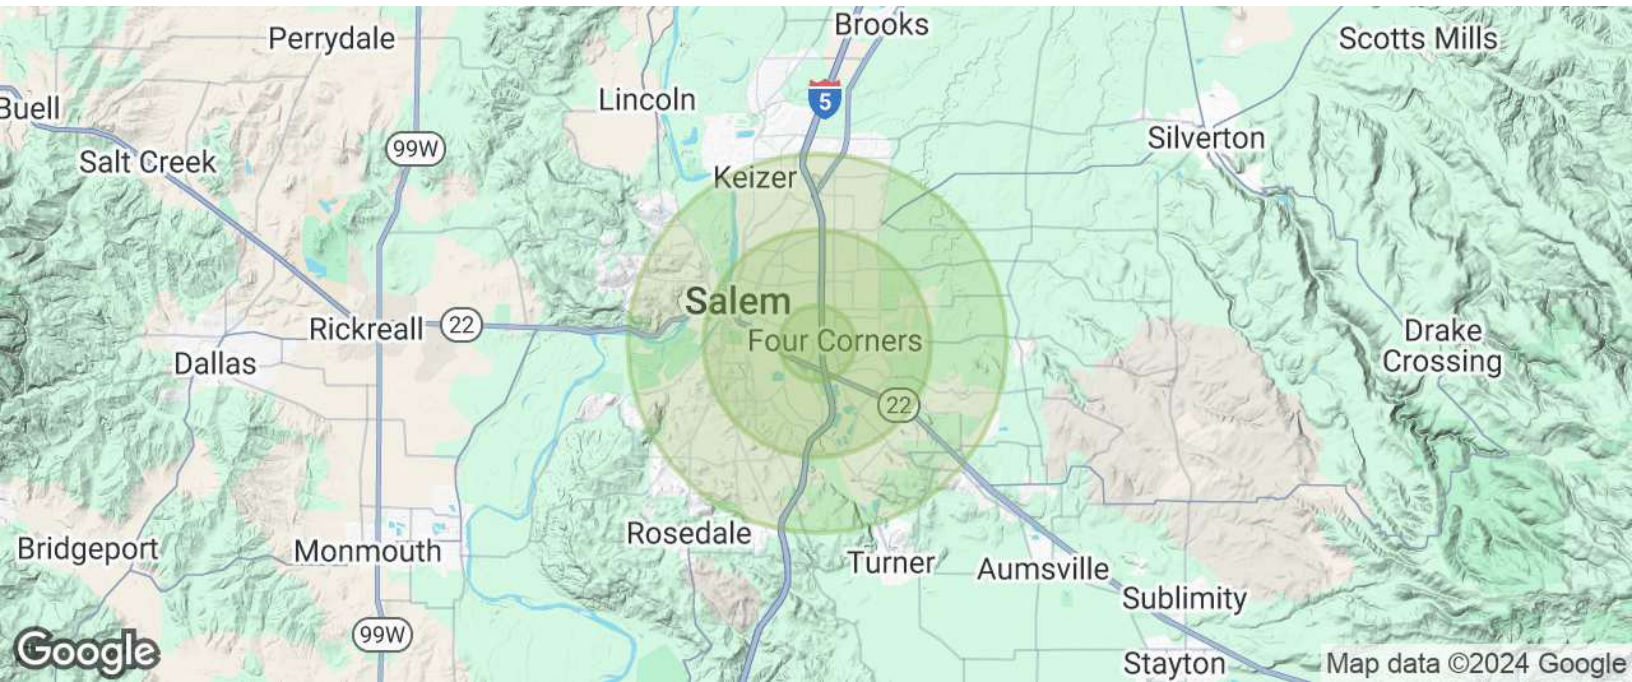 Brooks
Perrydale
Scotts Mills
Buell
Lincoln
5
Silverton
99W
Salt Creek
Keizer
Salem
Rickreall
22
Four Corners
Drake
Crossing
Dallas
22
Rosedale
Bridgeport
Monmouth
Turner
Aumsville
Sublimity
99W
Google
Stayton
Map data ©2024 Google